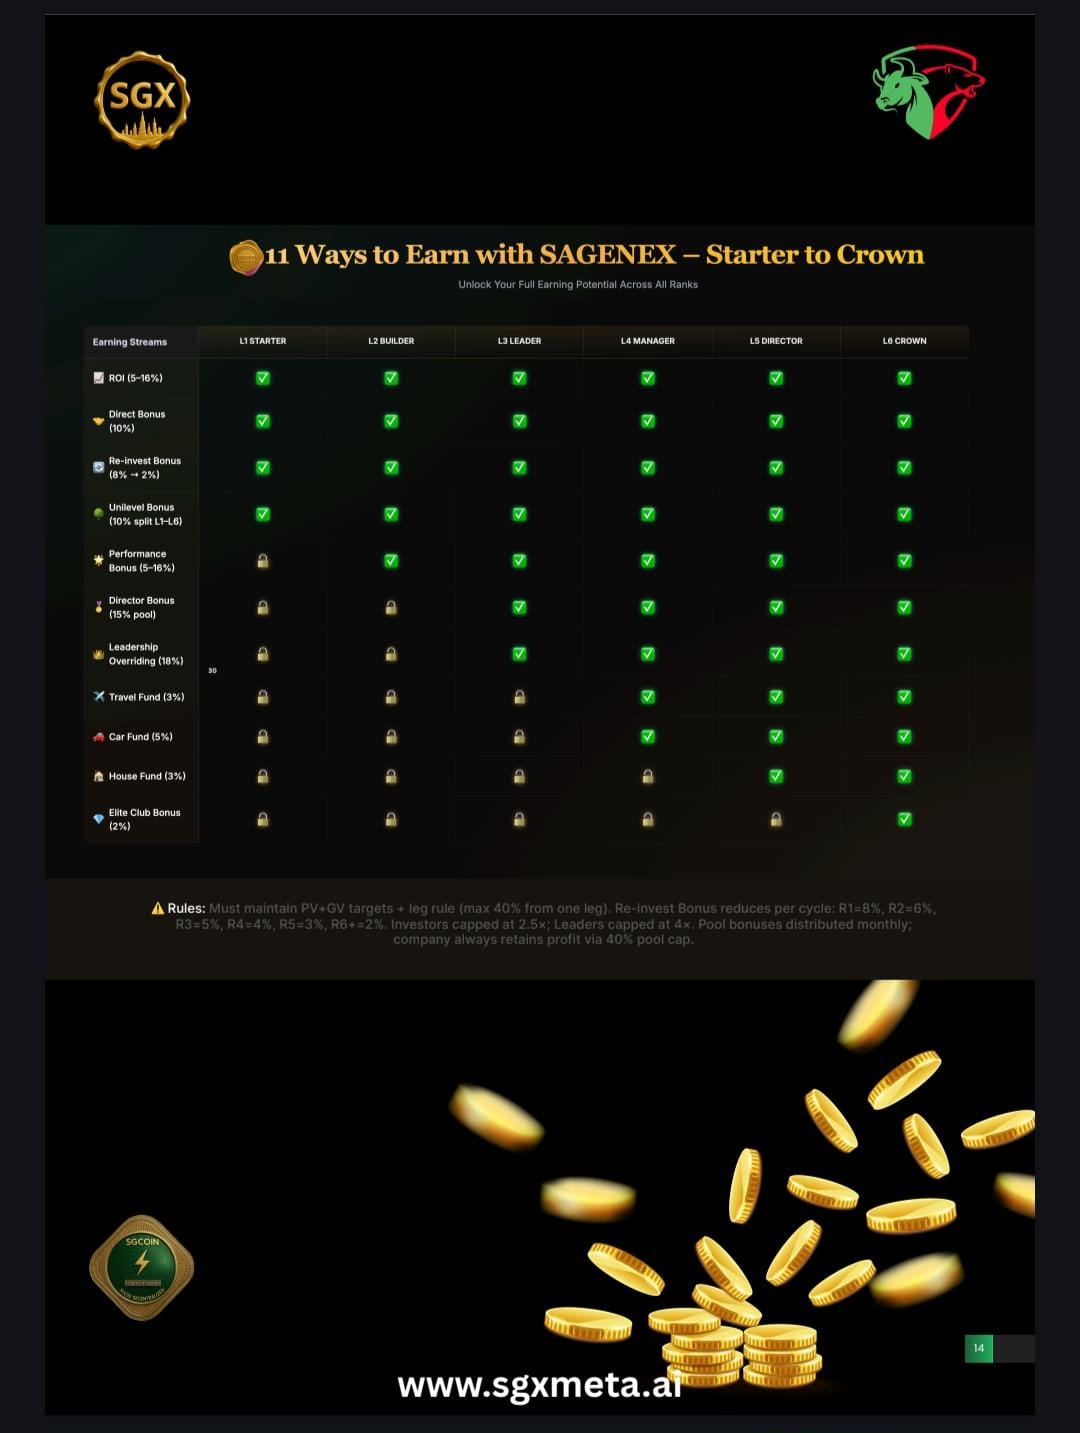 SGX
11 Ways to Earn with SAGENEX – Starter to Crown
Unlock Your Full Earning Potential Across All Ranks
Earning Streams L1 STARTER L2 BUILDER L3 LEADER L4 MANAGER L5 DIRECTOR L6 CROWN
ROI (5–16%)
Direct Bonus
(10%)
Re-invest Bonus
(8% → 2%)
Unilevel Bonus
(10% split L1–L6)
Performance
Bonus (5–16%)
Director Bonus
(15% pool)
Leadership
Overriding (18%)
30
Travel Fund (3%)
Car Fund (5%)
House Fund (3%)
Elite Club Bonus
(2%)
Rules: Must maintain PV+GV targets + leg rule (max 40% from one leg). Re-invest Bonus reduces per cycle: R1=8%, R2=6%,
R3=5%, R4=4%, R5=3%, R6+=2%. Investors capped at 2.5×; Leaders capped at 4×. Pool bonuses distributed monthly;
company always retains profit via 40% pool cap.
SGCOIN
MADE DECENTRALIZED
14
www.sgxmeta.ai